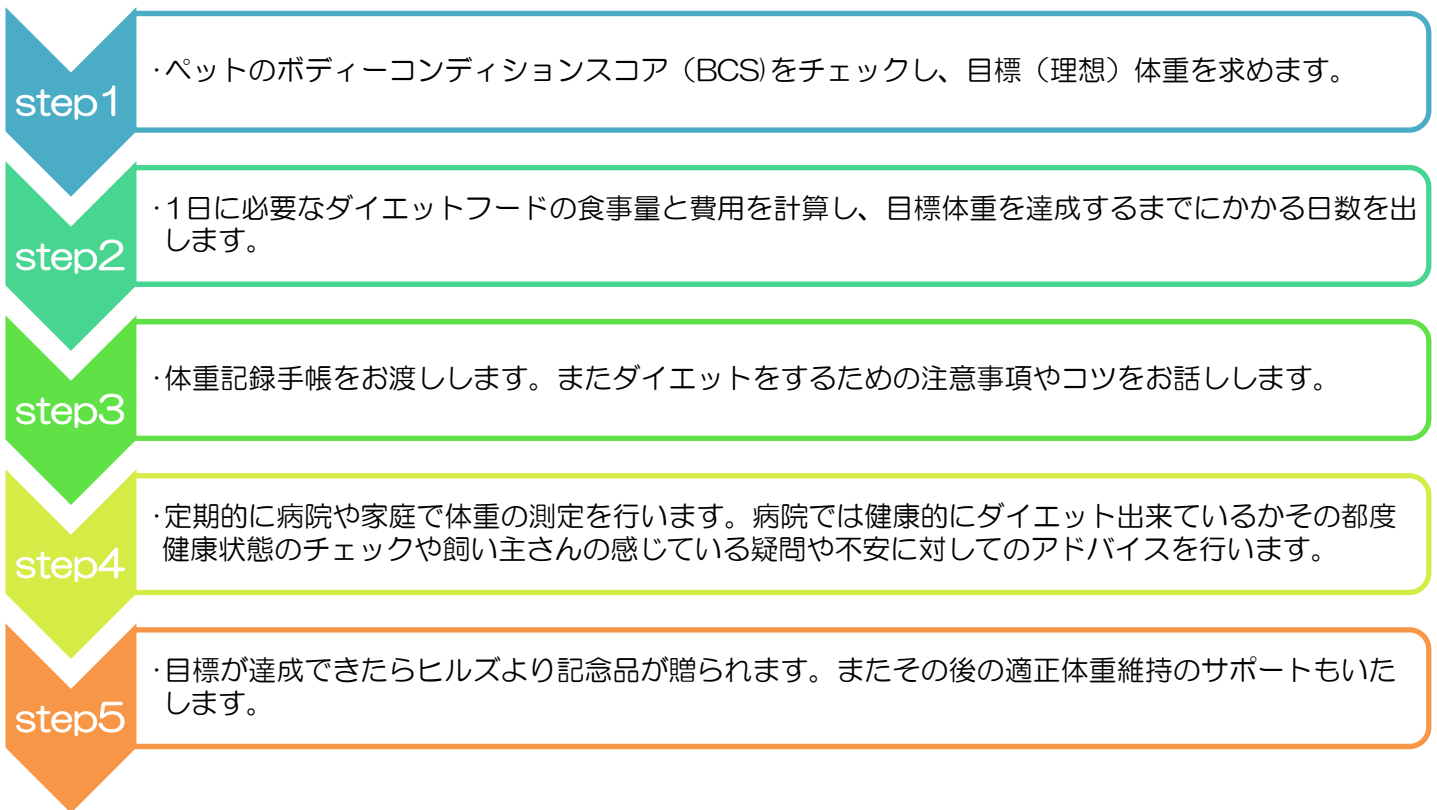 step1
・ペットのボディーコンディションスコア（BCS)をチェックし、目標（理想）体重を求めます。
step2
・1日に必要なダイエットフードの食事量と費用を計算し、目標体重を達成するまでにかかる日数を出
します。
step3
・体重記録手帳をお渡しします。またダイエットをするための注意事項やコツをお話しします。
step4
・定期的に病院や家庭で体重の測定を行います。病院では健康的にダイエット出来ているかその都度
健康状態のチェックや飼い主さんの感じている疑問や不安に対してのアドバイスを行います。
step5
・目標が達成できたらヒルズより記念品が贈られます。またその後の適正体重維持のサポートもいた
します。